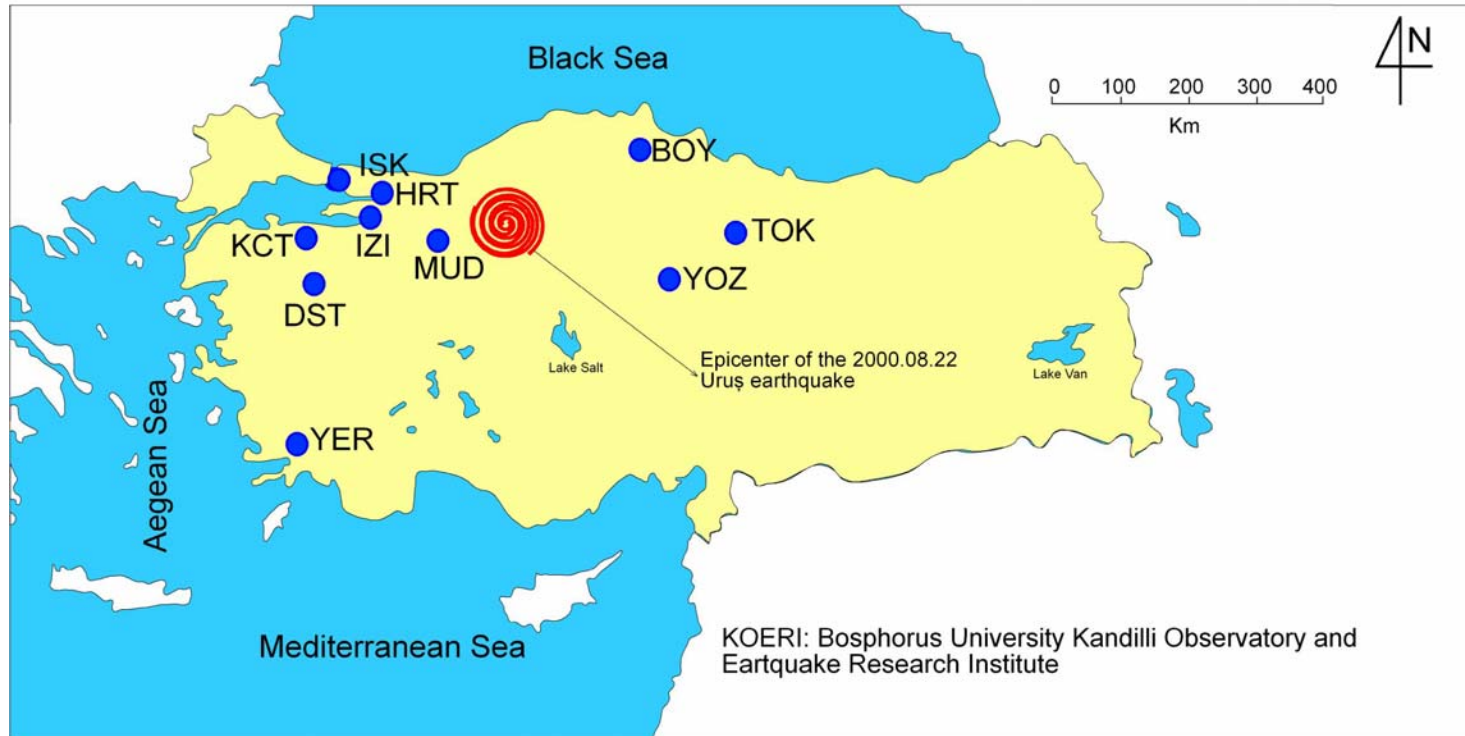 Black Sea
N
0 100 200 300 400
Km
ISK
BOY
HRT
KCT
IZI
MUD
TOK
YOZ
DST
Lake Salt
Epicenter of the 2000.08.22
Uruş earthquake
Lake Van
YER
Aegean Sea
Mediterranean Sea
KOERI: Bosphorus University Kandilli Observatory and
Eartquake Research Institute